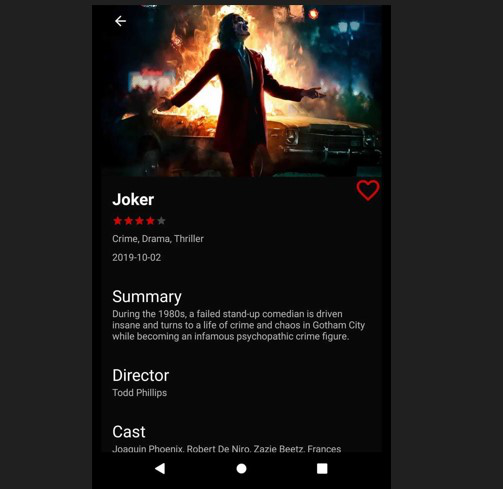 Joker
Crime, Drama, Thriller
2019-10-02
Summary
During the 1980s, a failed stand-up comedian is driven
insane and turns to a life of crime and chaos in Gotham City
while becoming an infamous psychopathic crime figure.
Director
Todd Phillips
Cast
Joaquin Phoenix, Robert De Niro, Zazie Beetz, Frances